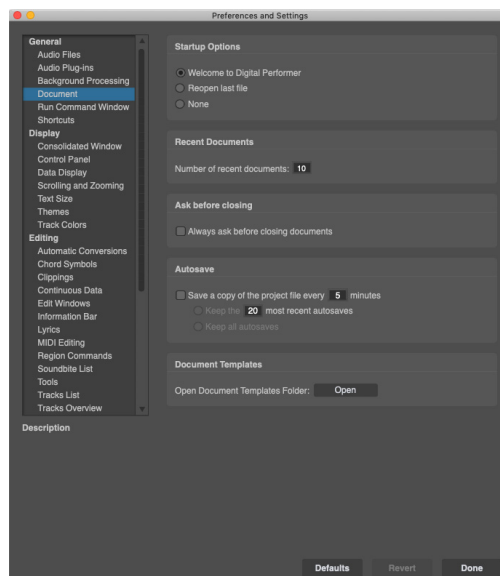 Preferences and Settings
General
Audio Files
Audio Plug-ins
Background Processing
Document
Run Command Window
Shortcuts
Display
Consolidated Window
Control Panel
Data Display
Scrolling and Zooming
Text Size
Themes
Track Colors
Editing
Automatic Conversions
Chord Symbols
Clippings
Continuous Data
Edit Windows
Information Bar
Lyrics
MIDI Editing
Region Commands
Soundbite List
Tools
Tracks List
Tracks Overview
Description
Startup Options
Welcome to Digital Performer
Reopen last file
None
Recent Documents
Number of recent documents: 10
Ask before closing
Always ask before closing documents
Autosave
Save a copy of the project file every 5 minutes
Keep the 20 most recent autosaves
Keep all autosaves
Document Templates
Open Document Templates Folder: Open
Defaults Revert Done